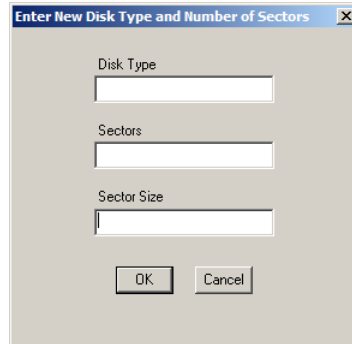 Enter New Disk Type and Number of Sectors
Disk Type
Sectors
Sector Size
OK Cancel